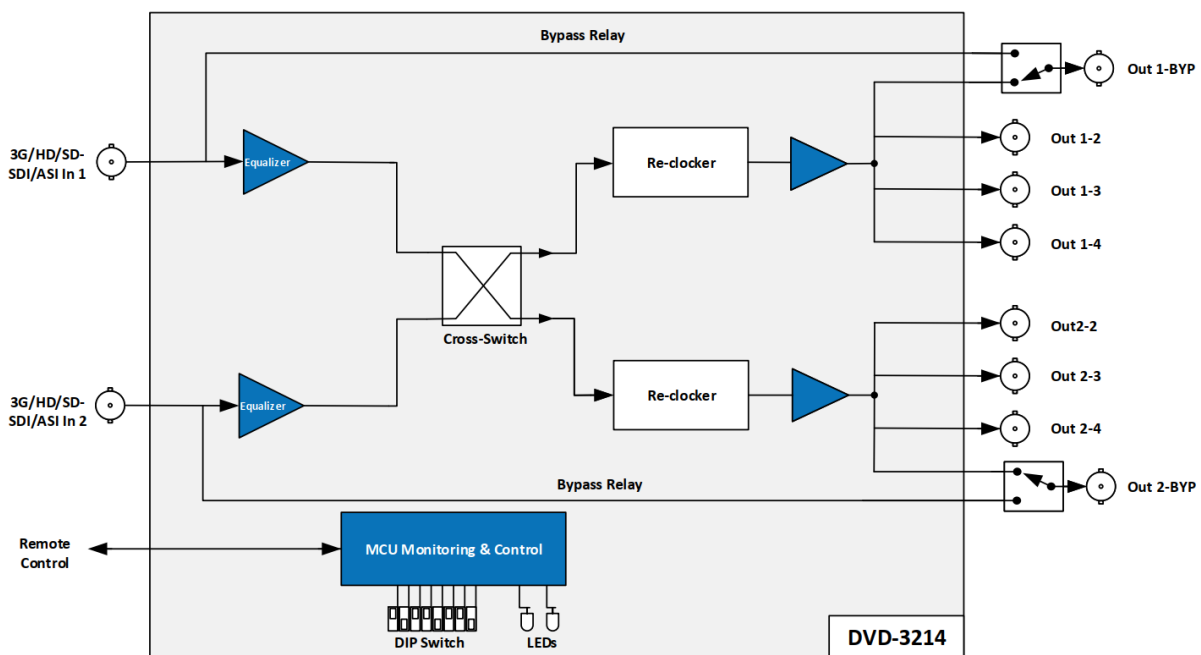 Bypass Relay
Out 1-BYP
3G/HD/SD-
SDI/ASI In 1
Equalizer
Re-clocker
Out 1-2
Out 1-3
Out 1-4
Cross-Switch
Out2-2
3G/HD/SD-
SDI/ASI In 2
Equalizer
Re-clocker
Out 2-3
Out 2-4
Bypass Relay
Out 2-BYP
Remote
Control
MCU Monitoring & Control
DIP Switch
LEDs
DVD-3214